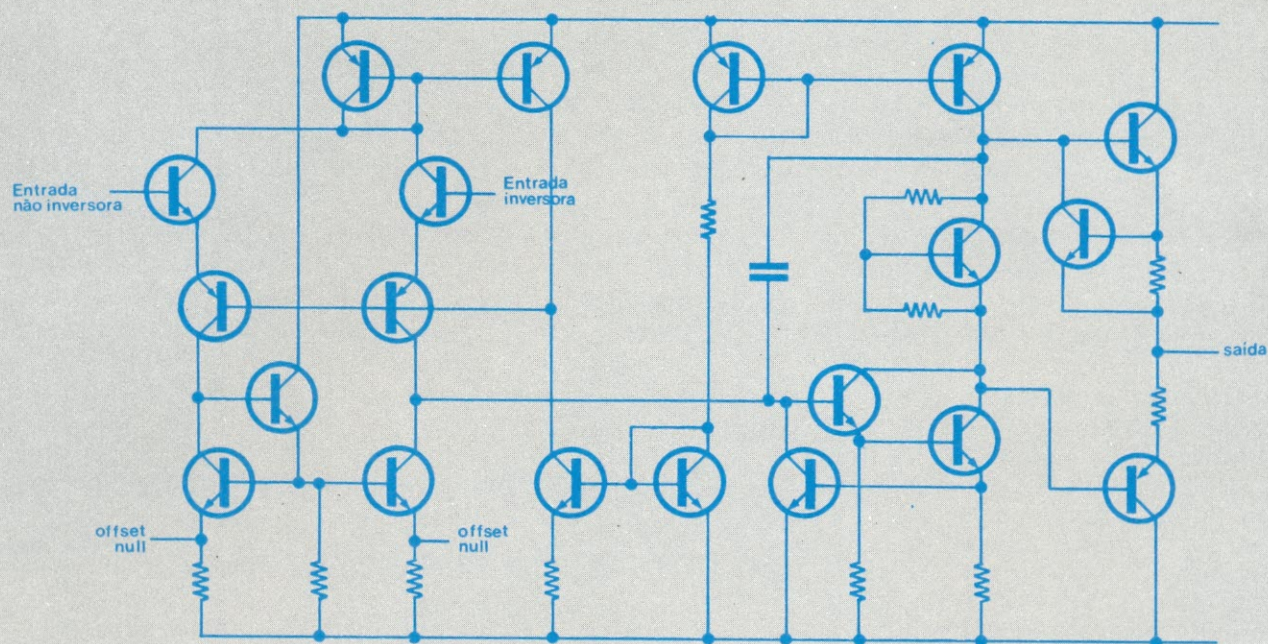 Entrada
não inversora
Entrada
inversora
saída
offset
null
offset
null